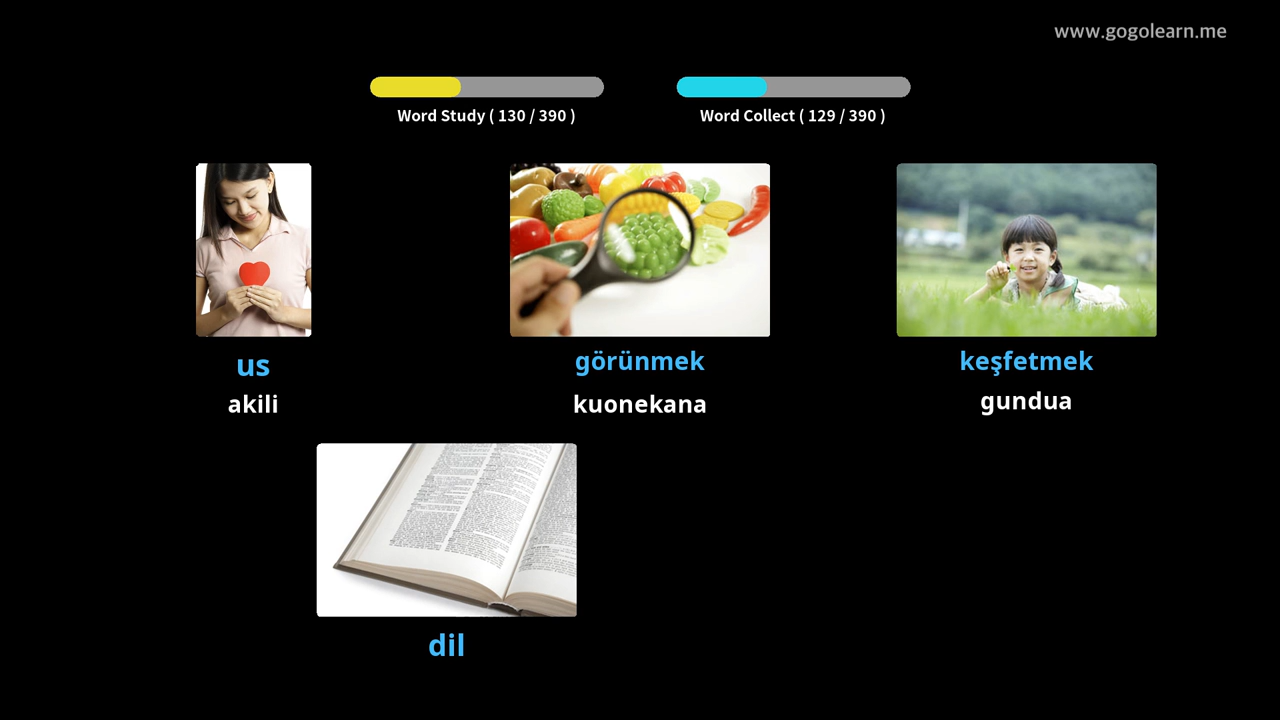 www.gogolearn.me
Word Study ( 130 / 390 )
Word Collect ( 129 / 390 )
us
akili
görünmek
kuonekana
keşfetmek
gundua
dil